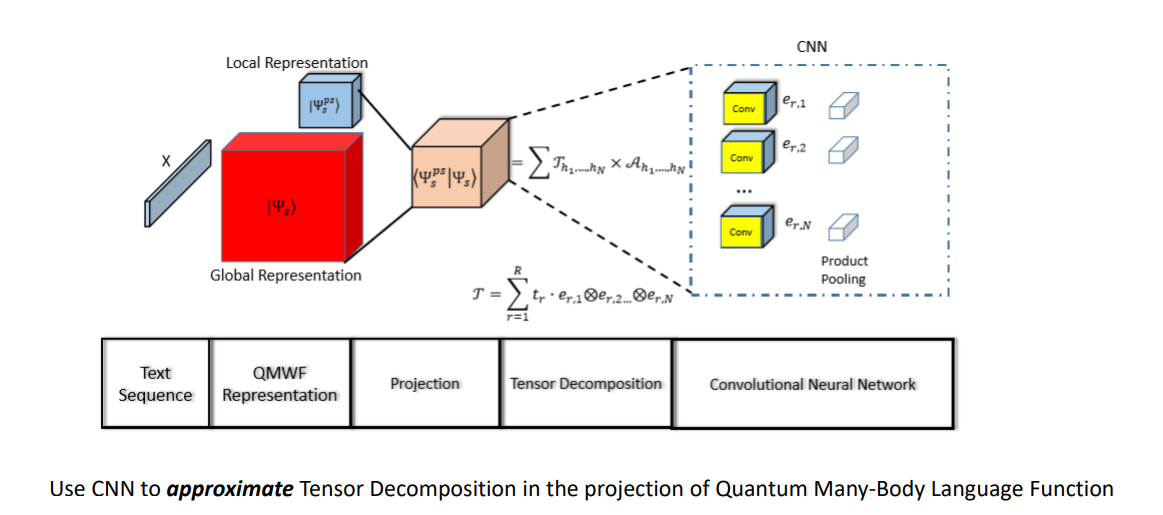 CNN
Local Representation
|Ψ_s^{ps}⟩
Conv
e_{r,1}
X
Conv
e_{r,2}
⟨Ψ_s^{ps}|Ψ_s⟩
= ∑ 𝒯_{h_1,…,h_N} × 𝒜_{h_1,…,h_N}
...
|Ψ_s⟩
Conv
e_{r,N}
Global Representation
Product
Pooling
𝒯 = ∑_{r=1}^{R} t_r · e_{r,1}⊗e_{r,2}…⊗e_{r,N}
Text
Sequence
QMWF
Representation
Projection
Tensor Decomposition
Convolutional Neural Network
Use CNN to approximate Tensor Decomposition in the projection of Quantum Many-Body Language Function